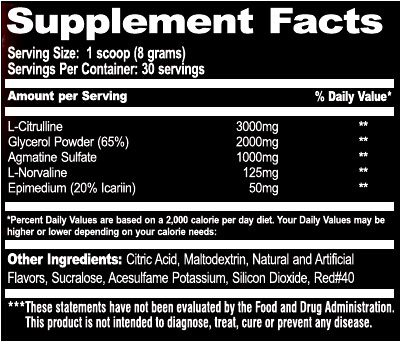 Supplement Facts
Serving Size: 1 scoop (8 grams)
Servings Per Container: 30 servings
Amount per Serving % Daily Value*
L-Citrulline 3000mg **
Glycerol Powder (65%) 2000mg **
Agmatine Sulfate 1000mg **
L-Norvaline 125mg **
Epimedium (20% Icariin) 50mg **
*Percent Daily Values are based on a 2,000 calorie per day diet. Your Daily Values may be
higher or lower depending on your calorie needs:
Other Ingredients: Citric Acid, Maltodextrin, Natural and Artificial
Flavors, Sucralose, Acesulfame Potassium, Silicon Dioxide, Red#40
***These statements have not been evaluated by the Food and Drug Administration.
This product is not intended to diagnose, treat, cure or prevent any disease.